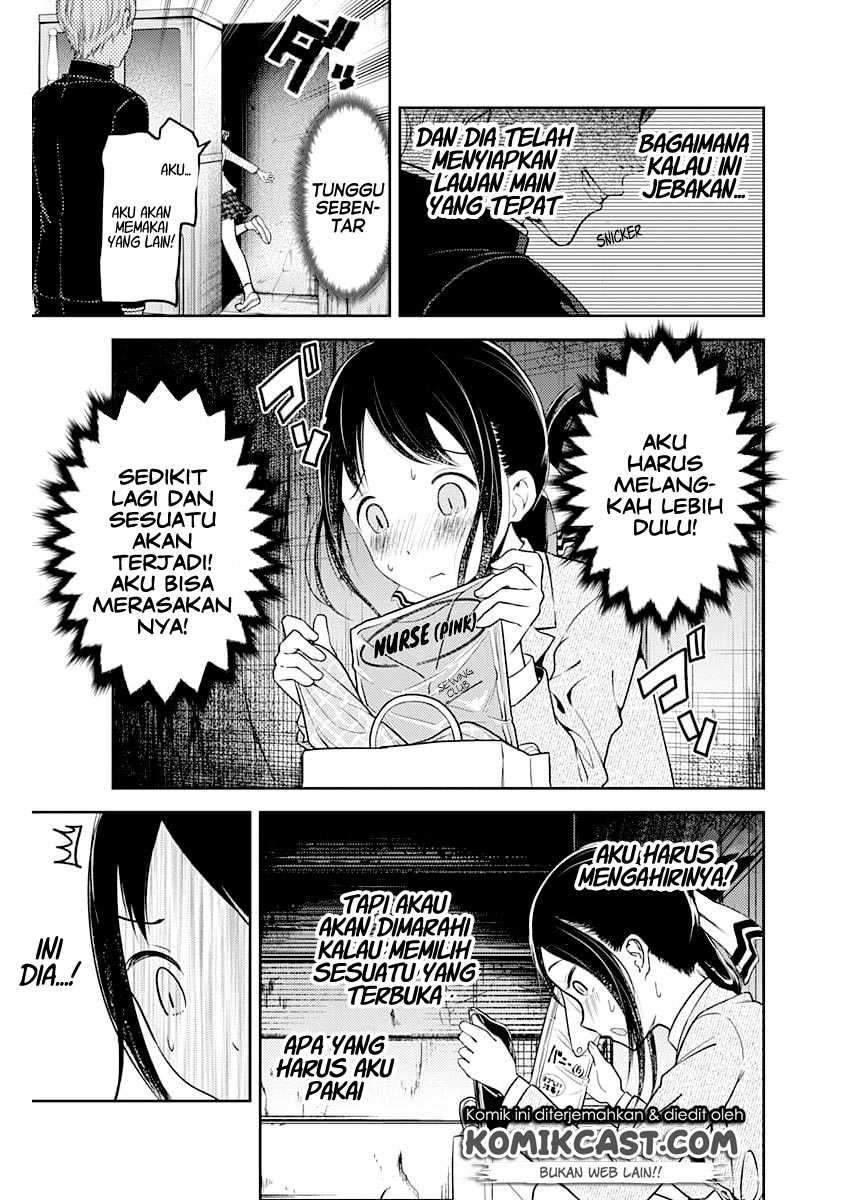 BAGAIMANA
KALAU INI
JEBAKAN...
DAN DIA TELAH
MENYIAPKAN
LAWAN MAIN
YANG TEPAT
SNICKER
ダッ
TUNGGU
SEBEN-
TAR
AKU...
AKU AKAN
MEMAKAI
YANG LAIN!
AKU
HARUS
MELANG-
KAH LEBIH
DULU!
SEDIKIT
LAGI DAN
SESUATU
AKAN
TERJADI!
AKU BISA
MERASAKAN
NYA!
NURSE (PINK)
SEWING
CLUB
AKU HARUS
MENGAHIRINYA!
TAPI AKAU
AKAN DIMARAHI
KALAU MEMILIH
SESUATU YANG
TERBUKA
APA YANG
HARUS AKU
PAKAI
INI
DIA....!
Komik ini diterjemahkan & diedit oleh
KOMIKCAST.COM
BUKAN WEB LAIN!!